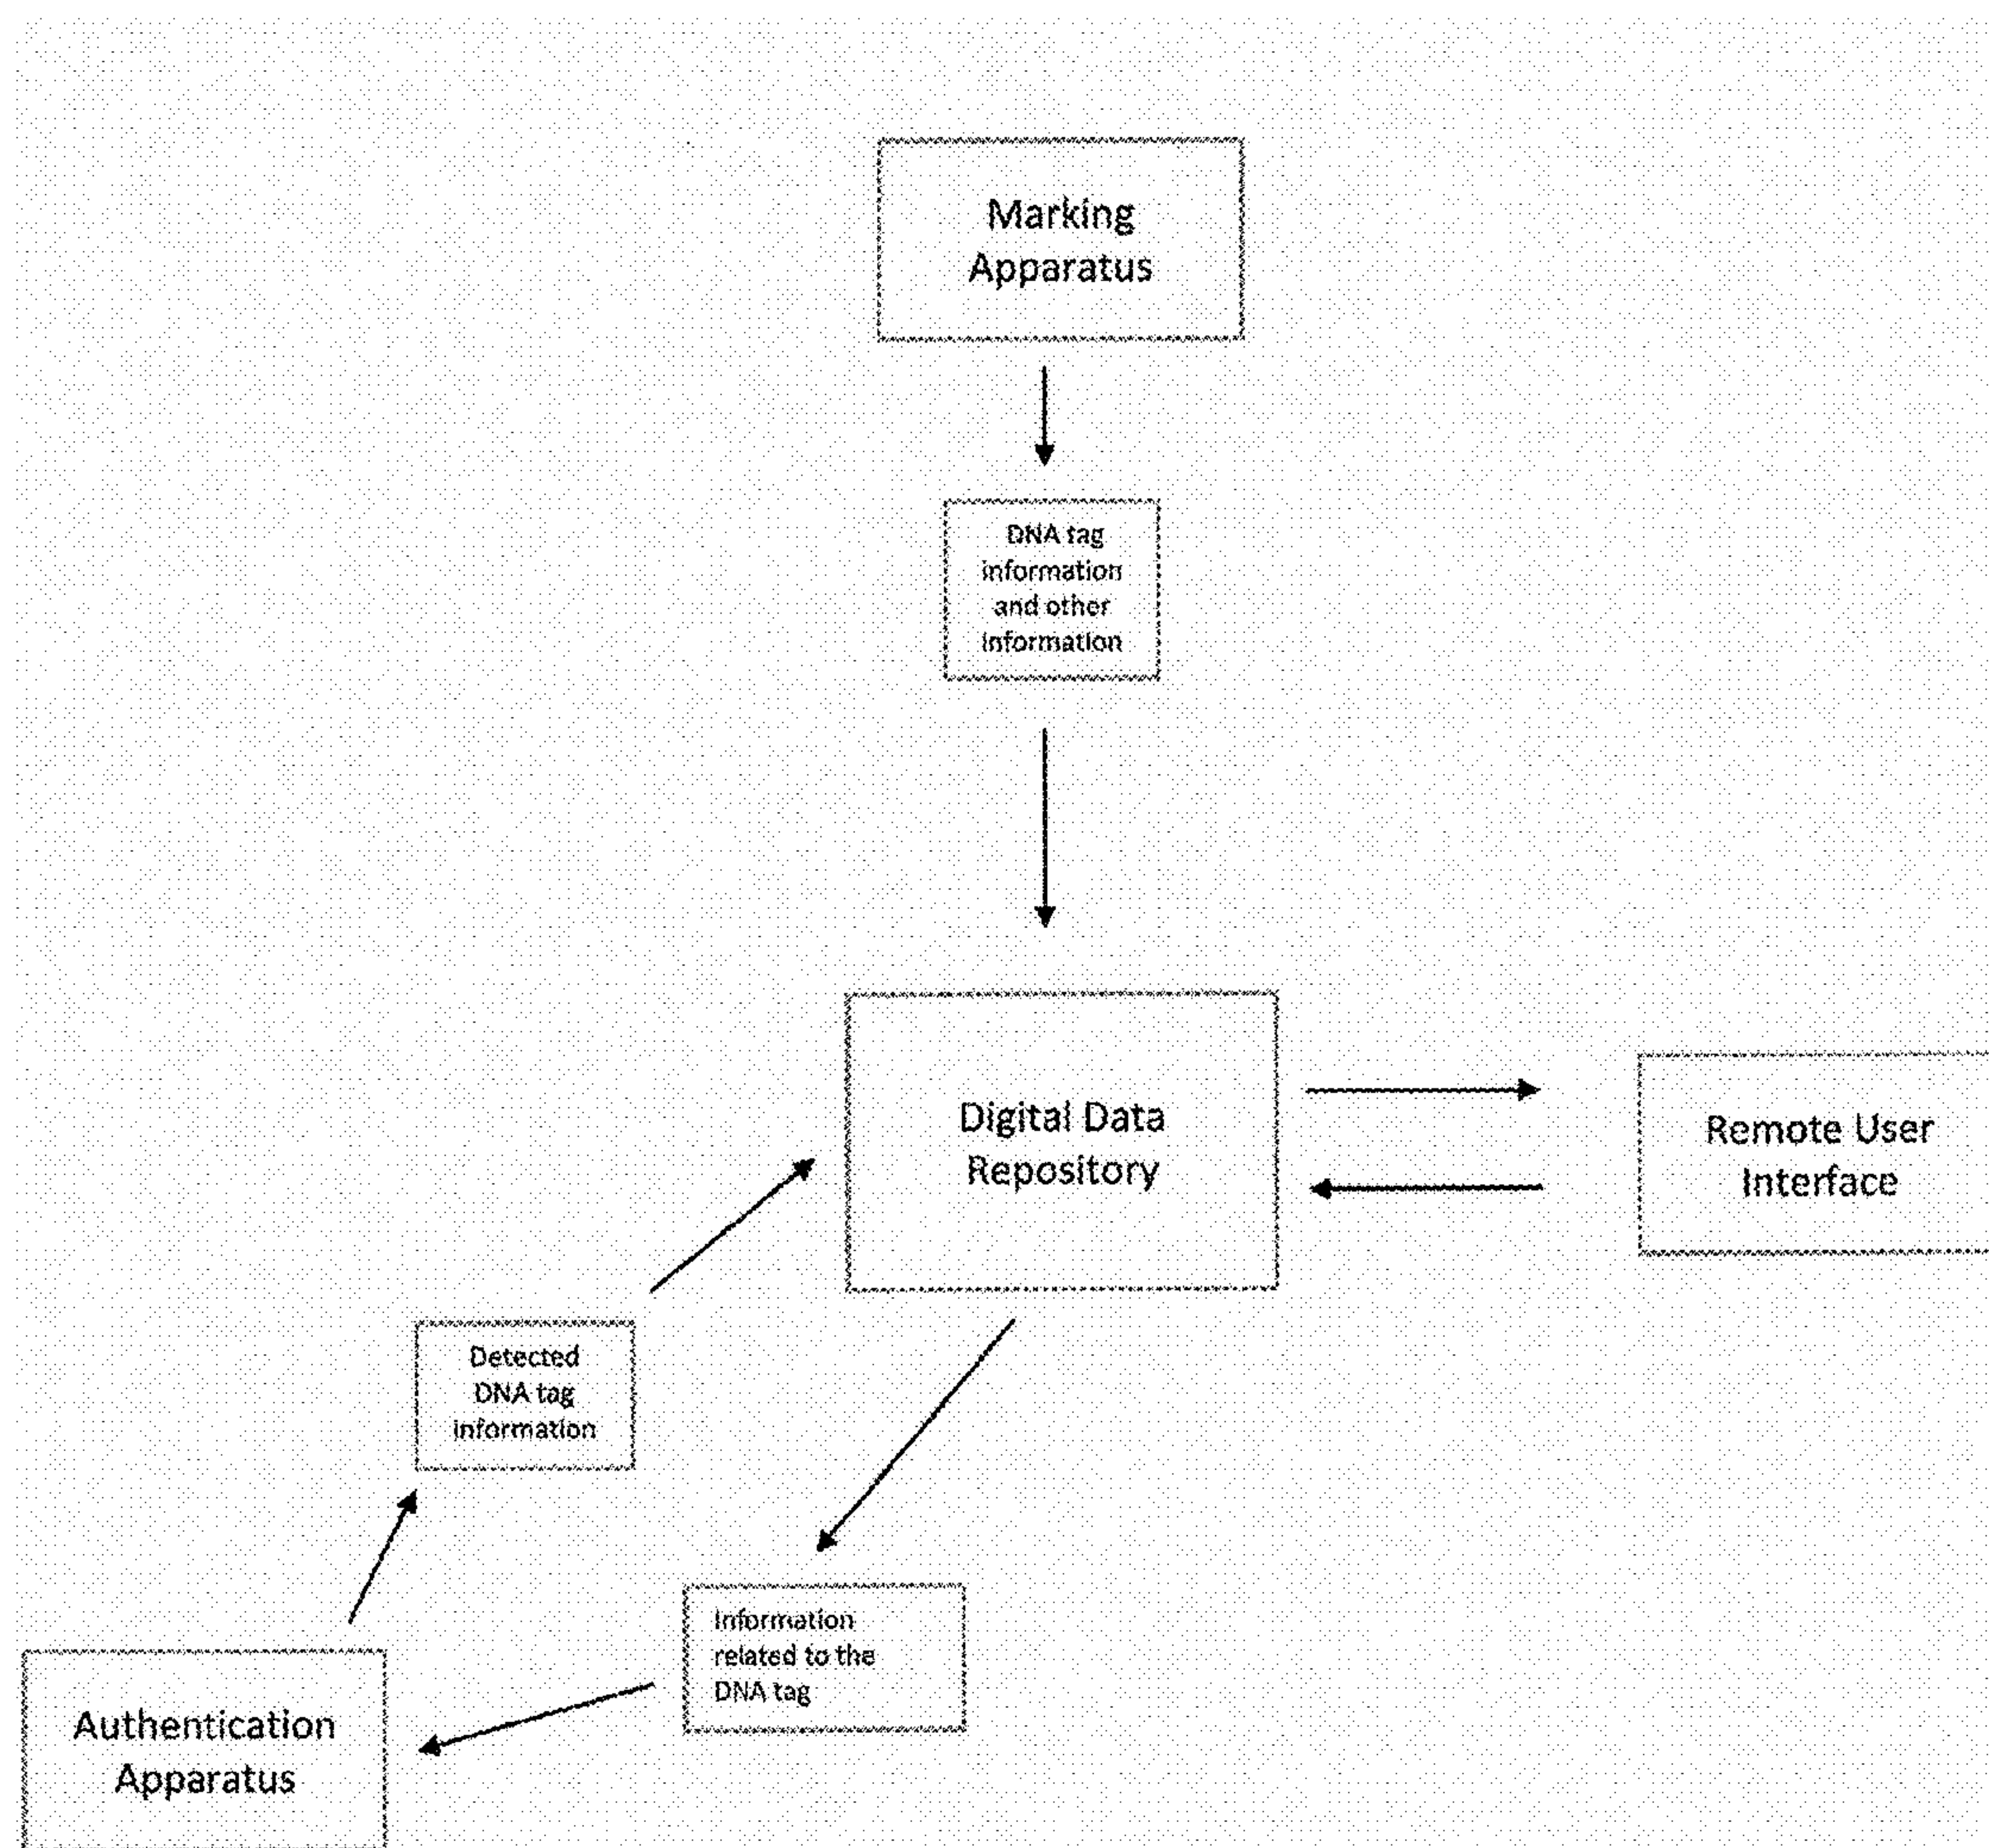 Marking
Apparatus
DNA tag
information
and other
information
Digital Data
Repository
Remote User
Interface
Detected
DNA tag
information
Information
related to the
DNA tag
Authentication
Apparatus